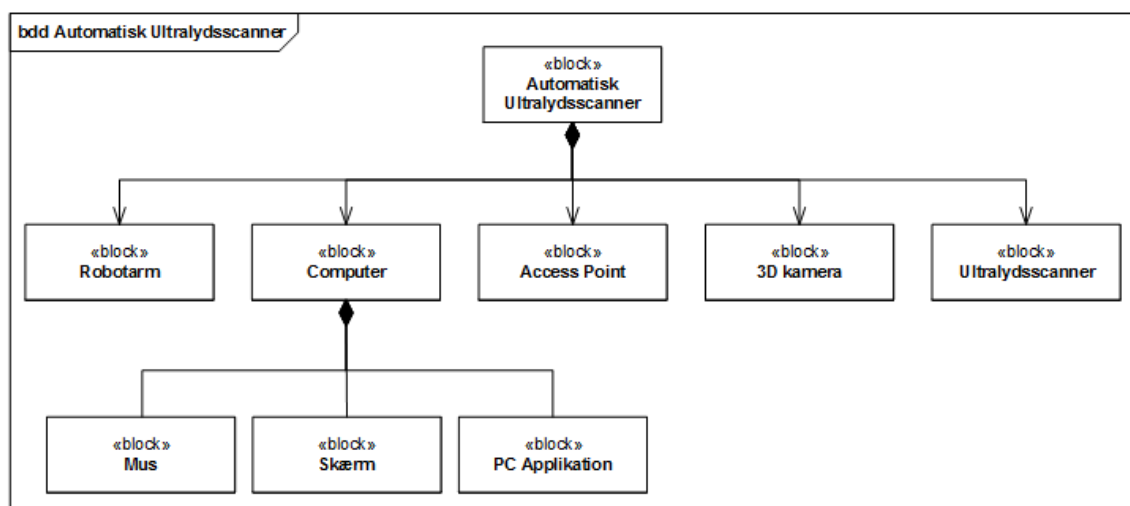 bdd Automatisk Ultralydsscanner
«block»
Automatisk
Ultralydsscanner
«block»
Robotarm
«block»
Computer
«block»
Access Point
«block»
3D kamera
«block»
Ultralydsscanner
«block»
Mus
«block»
Skærm
«block»
PC Applikation